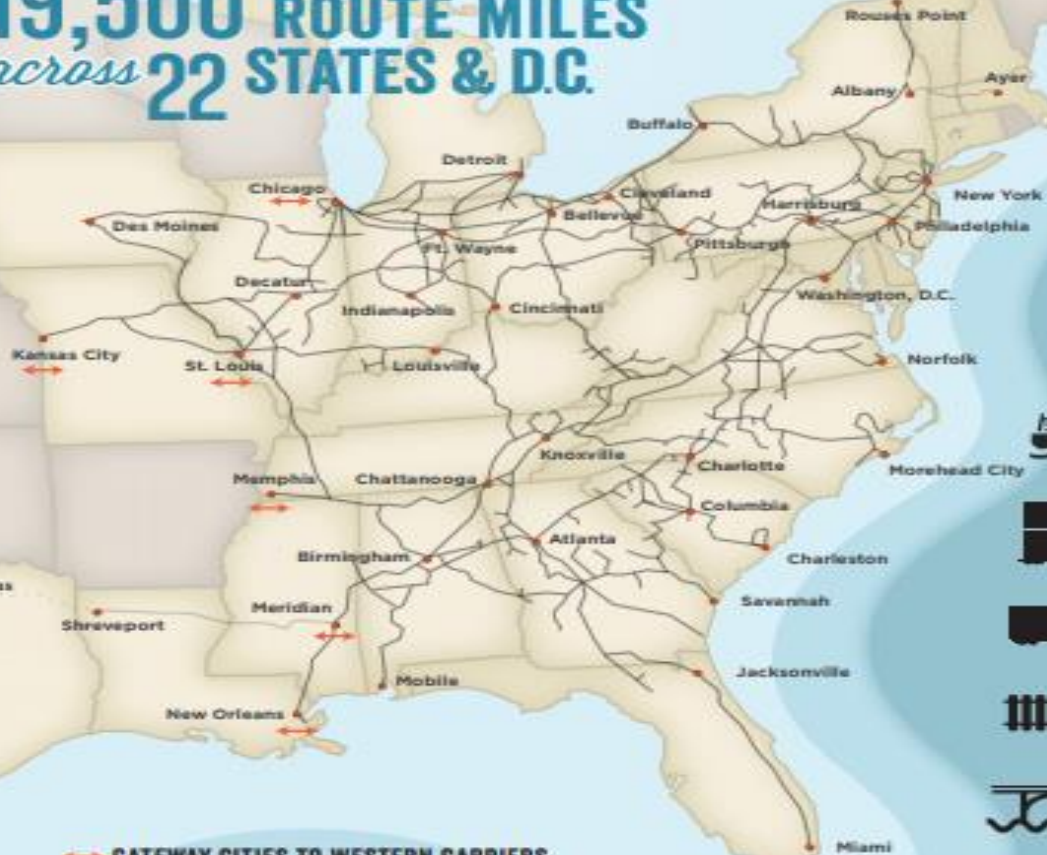 19,500 ROUTE MILES
across 22 STATES & D.C.
Rouses Point
Ayer
Albany
Buffalo
Detroit
Chicago
Cleveland
New York
Harrisburg
Bellevue
Des Moines
Philadelphia
Pittsburgh
Ft. Wayne
Decatur
Washington, D.C.
Indianapolis
Cincinnati
Kansas City
Norfolk
St. Louis
Louisville
Knoxville
Charlotte
Morehead City
Memphis
Chattanooga
Columbia
Atlanta
Birmingham
Charleston
Savannah
Meridian
Shreveport
Jacksonville
Mobile
New Orleans
Miami
GATEWAY CITIES TO WESTERN CARRIERS